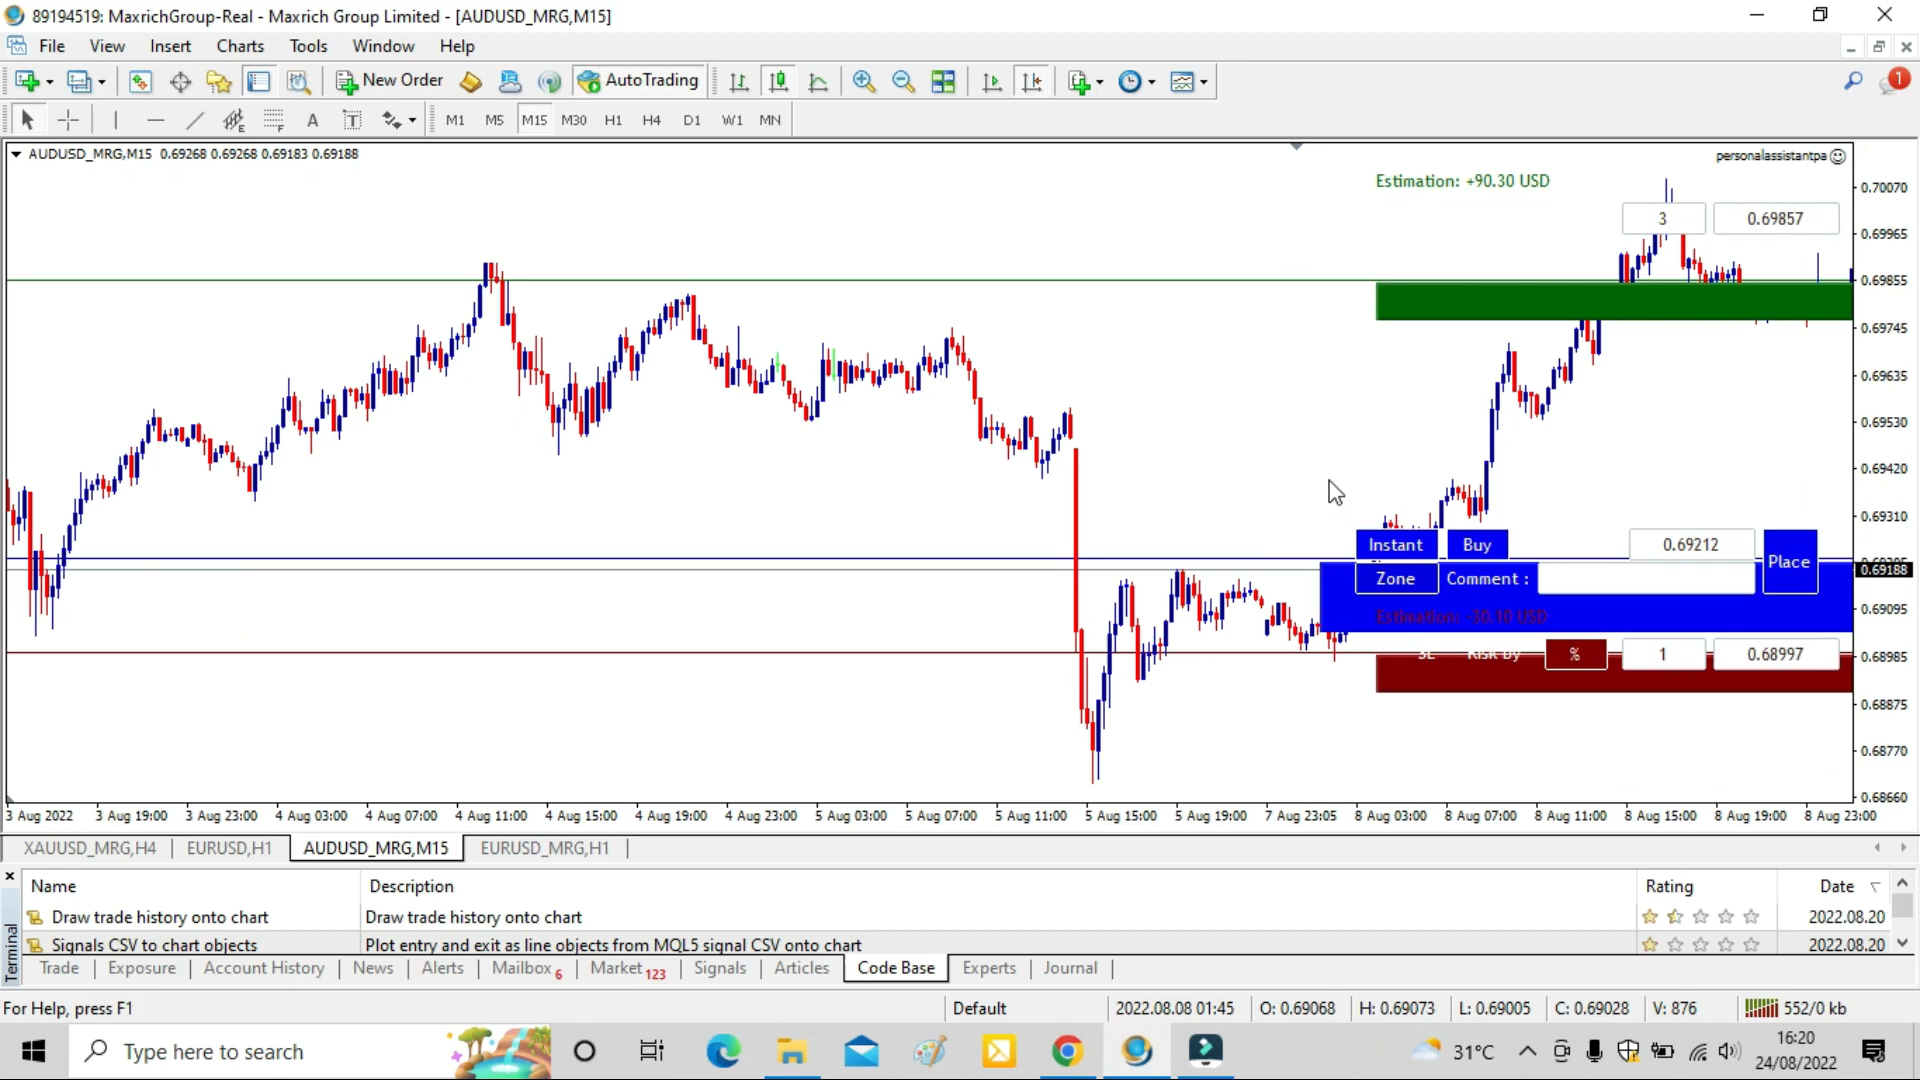 89194519: MaxrichGroup-Real - Maxrich Group Limited - [AUDUSD_MRG,M15]
File View Insert Charts Tools Window Help
New Order AutoTrading 1
A T M1 M5 M15 M30 H1 H4 D1 W1 MN
AUDUSD_MRG,M15 0.69268 0.69268 0.69183 0.69188
personalassistantpa
Estimation: +90.30 USD
0.70070
3 0.69857
0.69965
0.69855
0.69745
0.69635
0.69530
0.69420
0.69310
Instant Buy 0.69212 Place
0.69188
Zone Comment :
0.69095
Estimation: -30.10 USD
SL Risk By % 1 0.68997
0.68985
0.68875
0.68770
0.68660
3 Aug 2022 3 Aug 19:00 3 Aug 23:00 4 Aug 03:00 4 Aug 07:00 4 Aug 11:00 4 Aug 15:00 4 Aug 19:00 4 Aug 23:00 5 Aug 03:00 5 Aug 07:00 5 Aug 11:00 5 Aug 15:00 5 Aug 19:00 7 Aug 23:05 8 Aug 03:00 8 Aug 07:00 8 Aug 11:00 8 Aug 15:00 8 Aug 19:00 8 Aug 23:00
XAUUSD_MRG,H4 EURUSD,H1 AUDUSD_MRG,M15 EURUSD_MRG,H1
Name Description Rating Date
Draw trade history onto chart Draw trade history onto chart 2022.08.20
Signals CSV to chart objects Plot entry and exit as line objects from MQL5 signal CSV onto chart 2022.08.20
Terminal
Trade Exposure Account History News Alerts Mailbox 6 Market 123 Signals Articles Code Base Experts Journal
For Help, press F1 Default 2022.08.08 01:45 O: 0.69068 H: 0.69073 L: 0.69005 C: 0.69028 V: 876 552/0 kb
Type here to search 31°C 16:20
24/08/2022